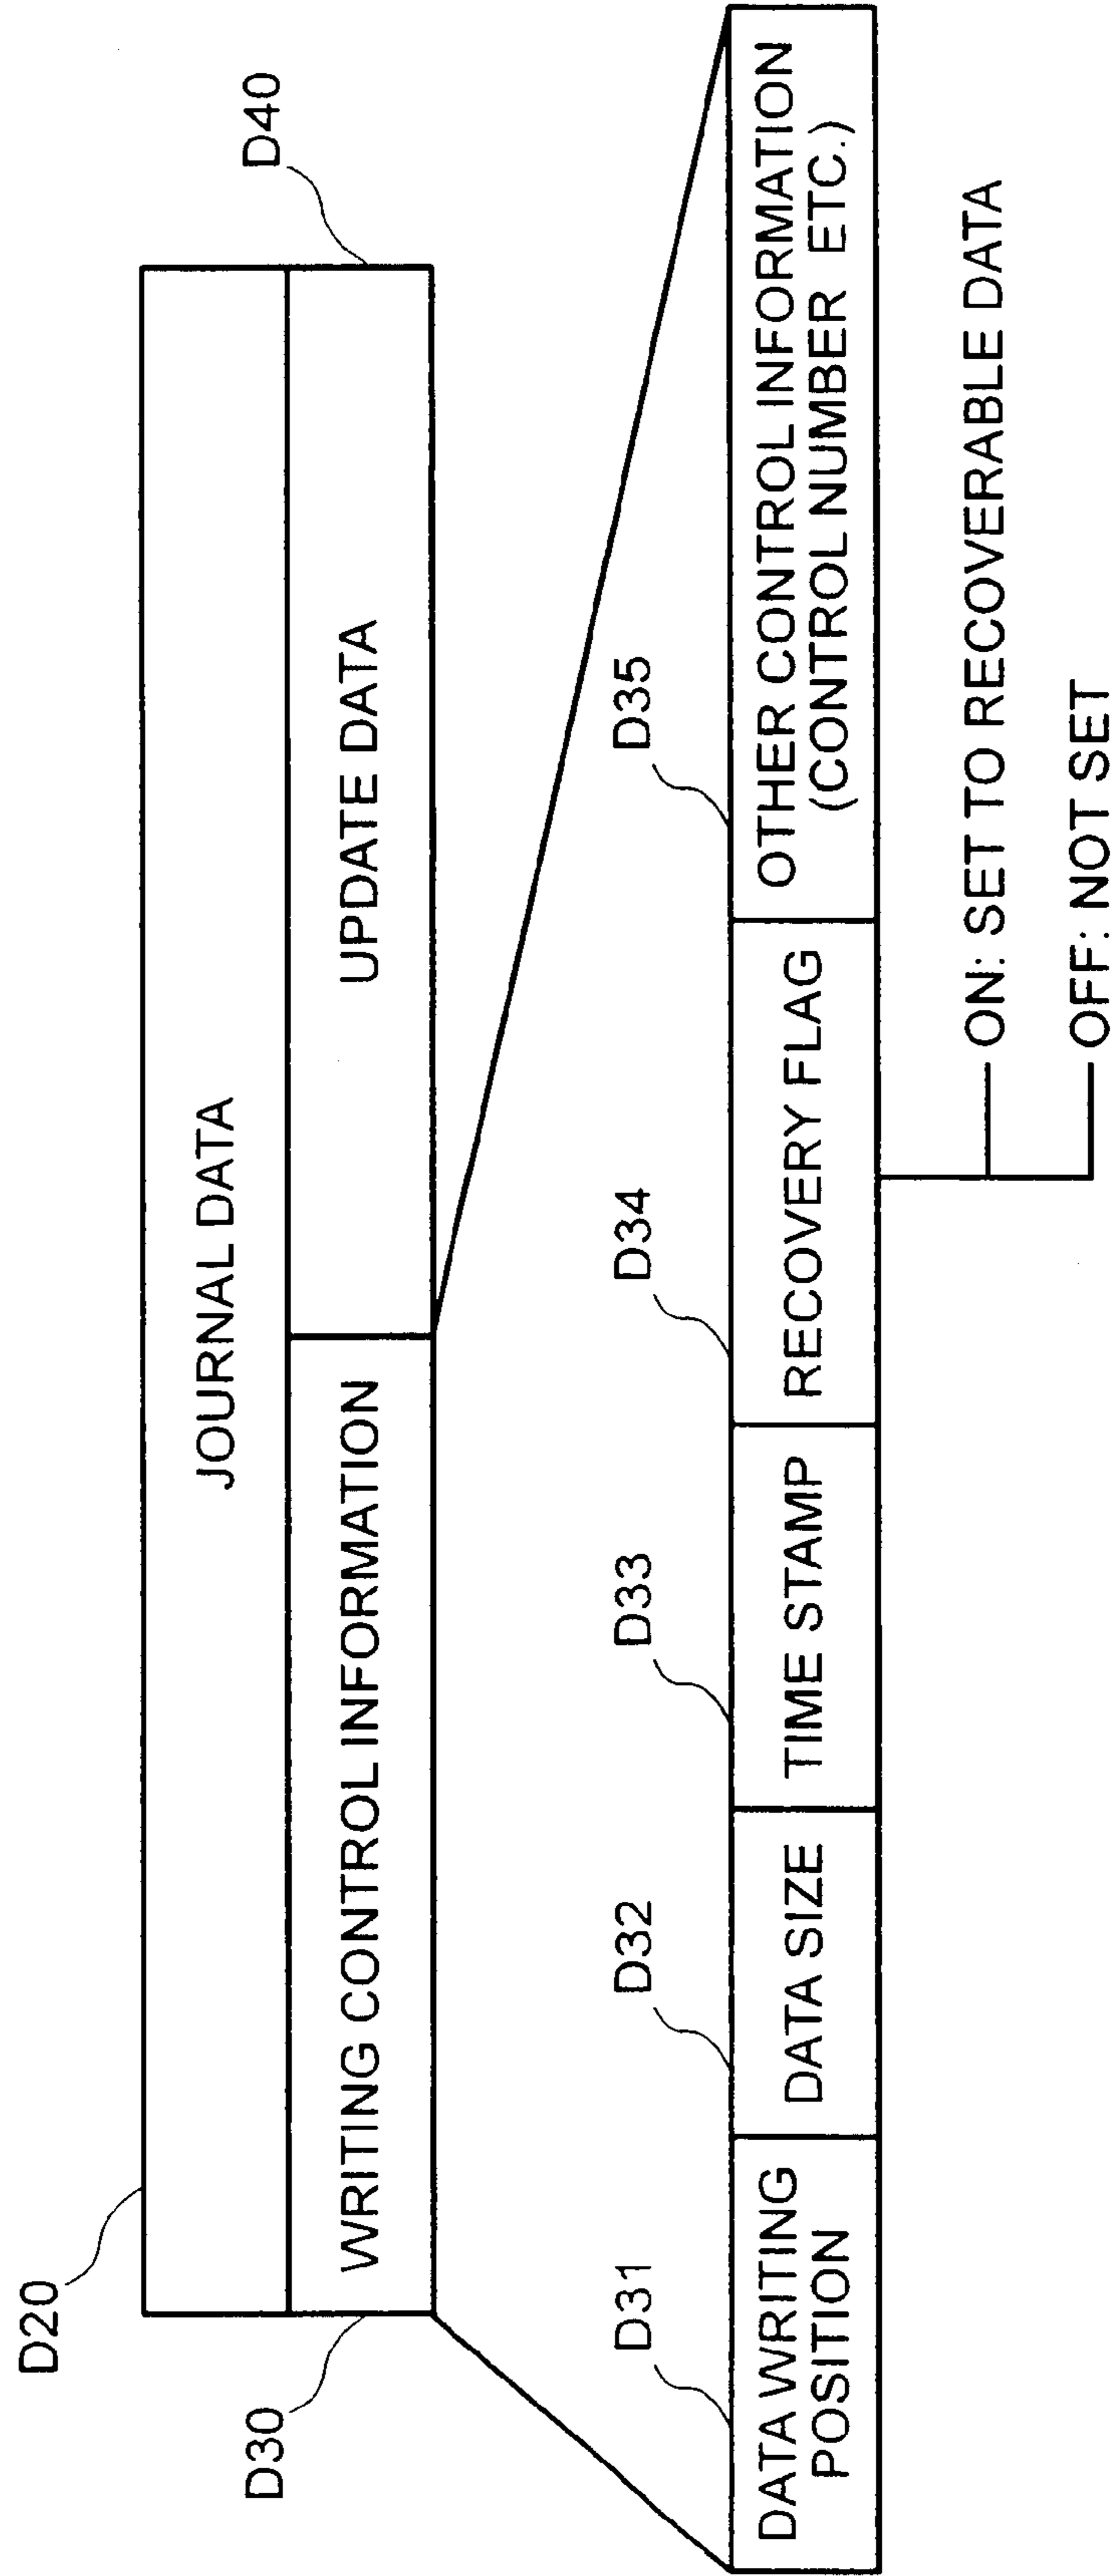 D20
JOURNAL DATA
D40
D30
WRITING CONTROL INFORMATION
UPDATE DATA
D31
D32
D33
D34
D35
DATA WRITING
POSITION
DATA SIZE
TIME STAMP
RECOVERY FLAG
OTHER CONTROL INFORMATION
(CONTROL NUMBER ETC.)
ON: SET TO RECOVERABLE DATA
OFF: NOT SET